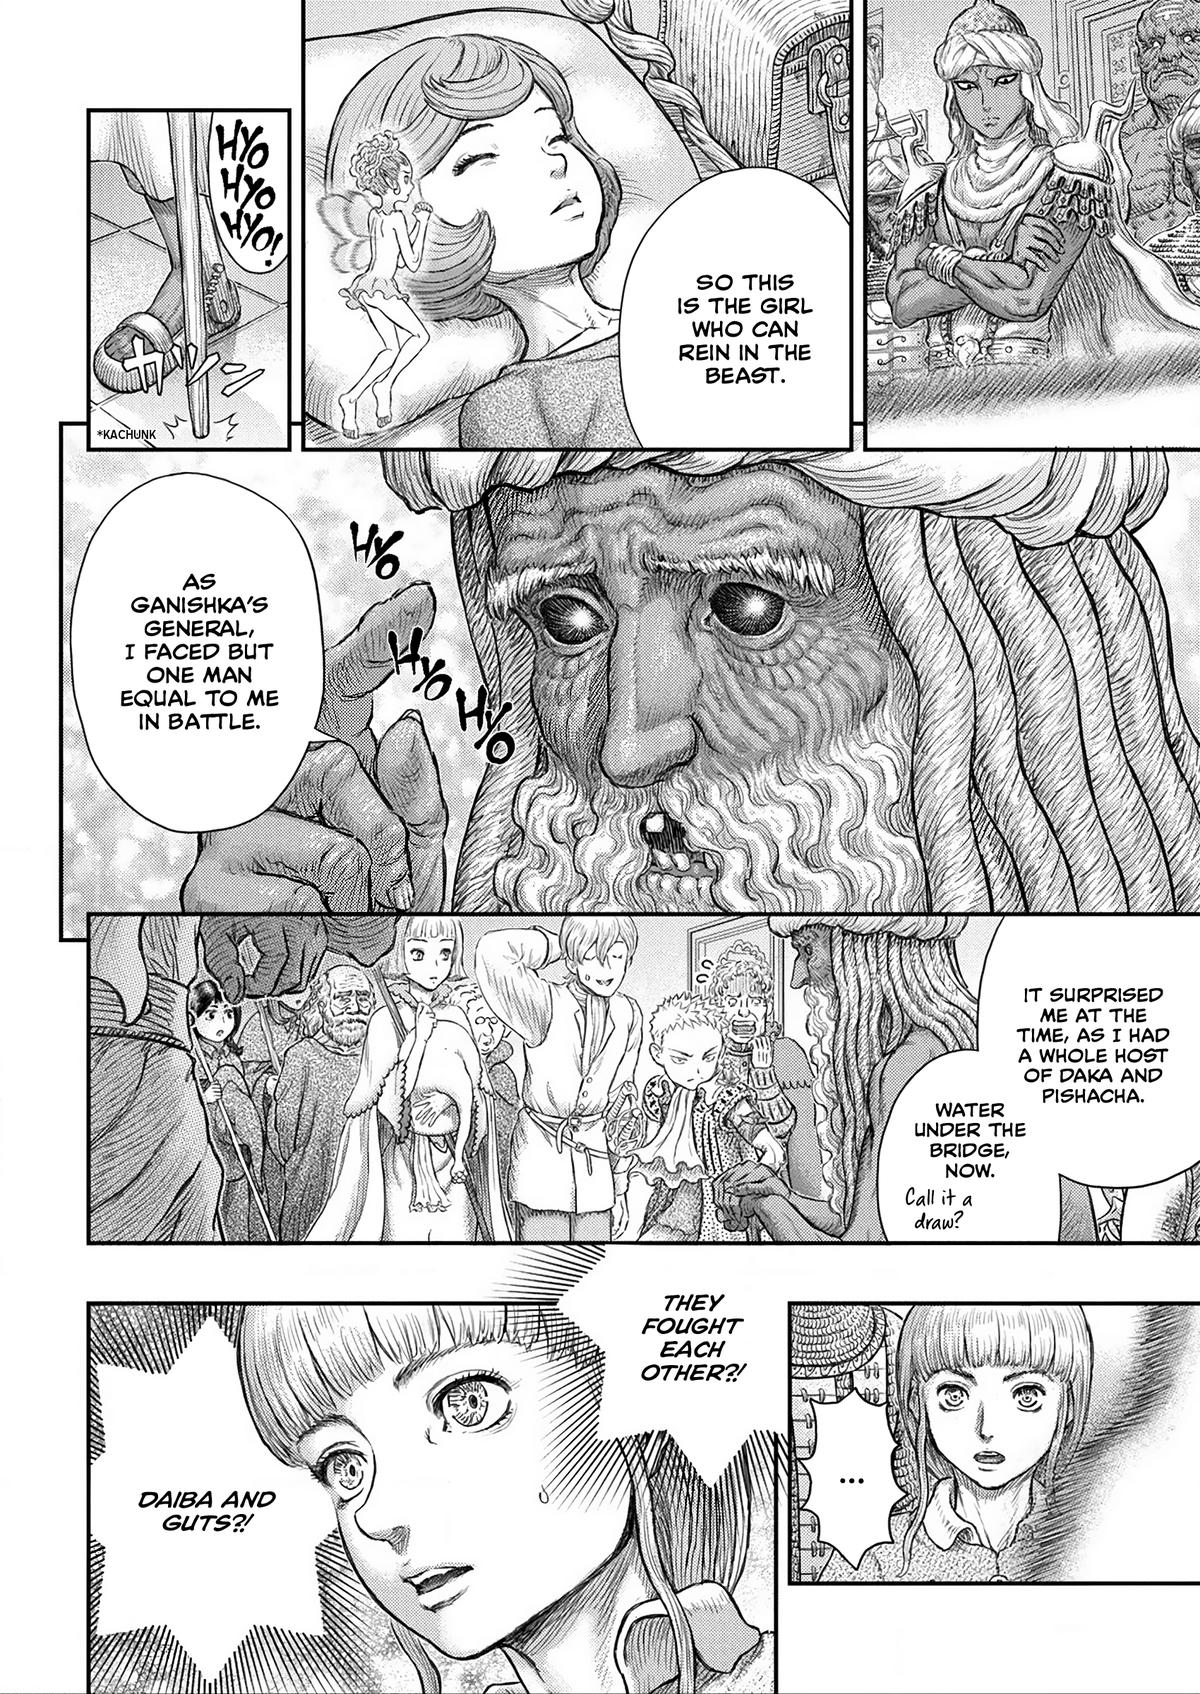 SO THIS
IS THE GIRL
WHO CAN
REIN IN THE
BEAST.
HYO
HYO
HYO!
カツン
*KACHUNK
HYO
HYO
HYO
AS
GANISHKA'S
GENERAL,
I FACED BUT
ONE MAN
EQUAL TO ME
IN BATTLE.
IT SURPRISED
ME AT THE
TIME, AS I HAD
A WHOLE HOST
OF DAKA AND
PISHACHA.
WATER
UNDER THE
BRIDGE,
NOW.
Call it a
draw?
...
THEY
FOUGHT
EACH
OTHER?!
DAIBA AND
GUTS?!